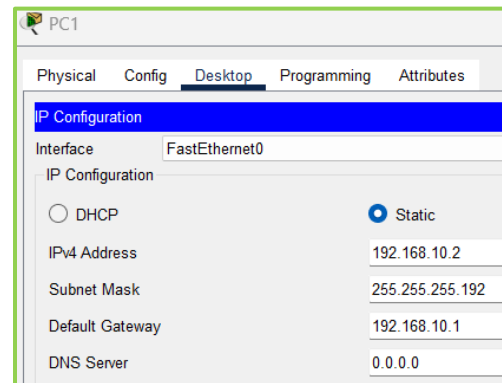 PC1
Physical Config Desktop Programming Attributes
IP Configuration
Interface FastEthernet0
IP Configuration
DHCP Static
IPv4 Address 192.168.10.2
Subnet Mask 255.255.255.192
Default Gateway 192.168.10.1
DNS Server 0.0.0.0